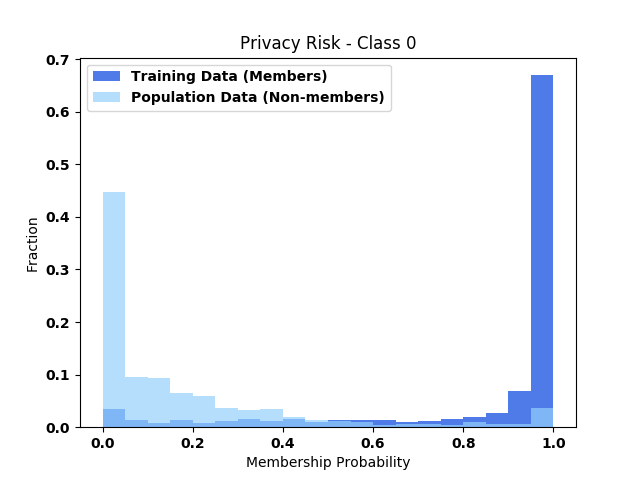 Privacy Risk - Class 0
Training Data (Members)
Population Data (Non-members)
0.7
0.6
0.5
0.4
0.3
0.2
0.1
0.0
Fraction
0.0 0.2 0.4 0.6 0.8 1.0
Membership Probability